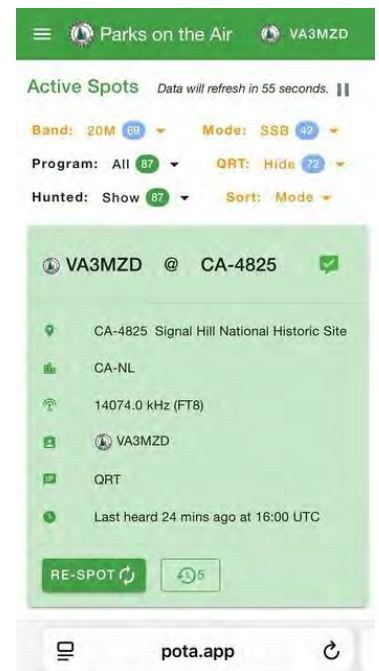 Parks on the Air VA3MZD
Active Spots Data will refresh in 55 seconds.
Band: 20M 69 Mode: SSB 42
Program: All 87 QRT: Hide 72
Hunted: Show 87 Sort: Mode
VA3MZD @ CA-4825
CA-4825 Signal Hill National Historic Site
CA-NL
14074.0 kHz (FT8)
VA3MZD
QRT
Last heard 24 mins ago at 16:00 UTC
RE-SPOT 5
pota.app